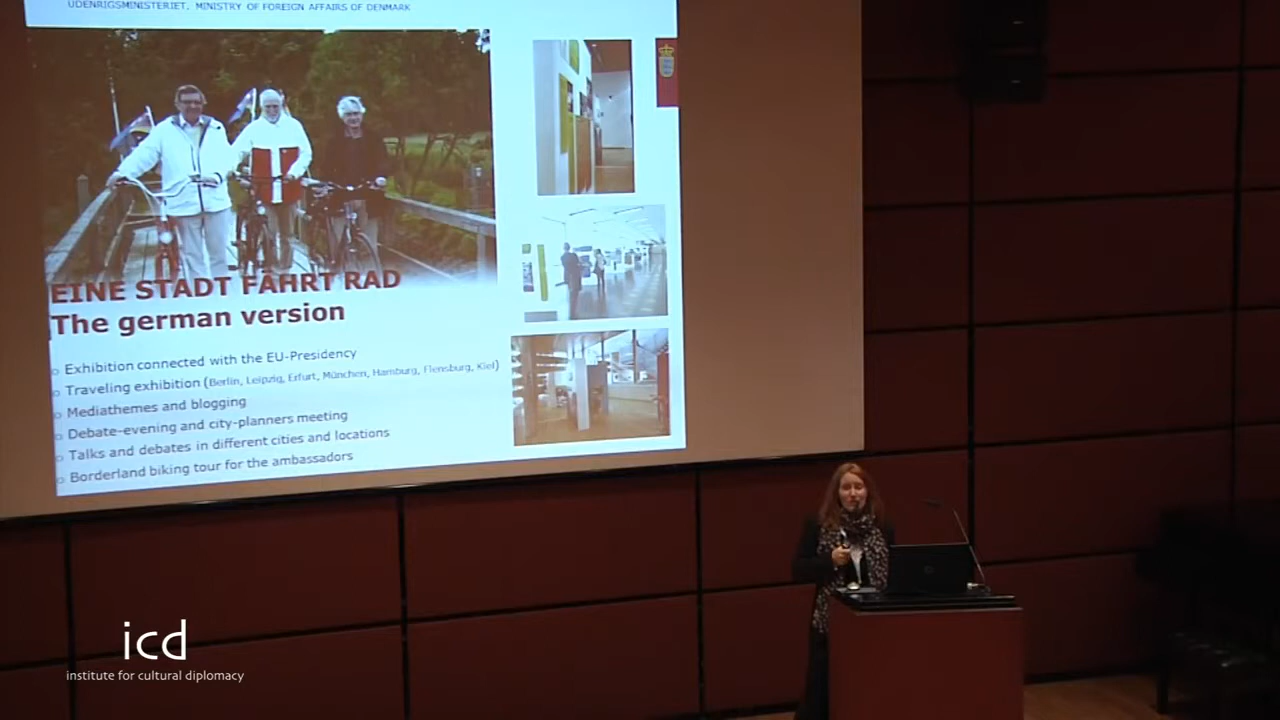 UDENRIGSMINISTERIET. MINISTRY OF FOREIGN AFFAIRS OF DENMARK
EINE STADT FÄHRT RAD
The german version
Exhibition connected with the EU-Presidency
Traveling exhibition (Berlin, Leipzig, Erfurt, München, Hamburg, Flensburg, Kiel)
Mediathemes and blogging
Debate-evening and city-planners meeting
Talks and debates in different cities and locations
Borderland biking tour for the ambassadors
icd
institute for cultural diplomacy